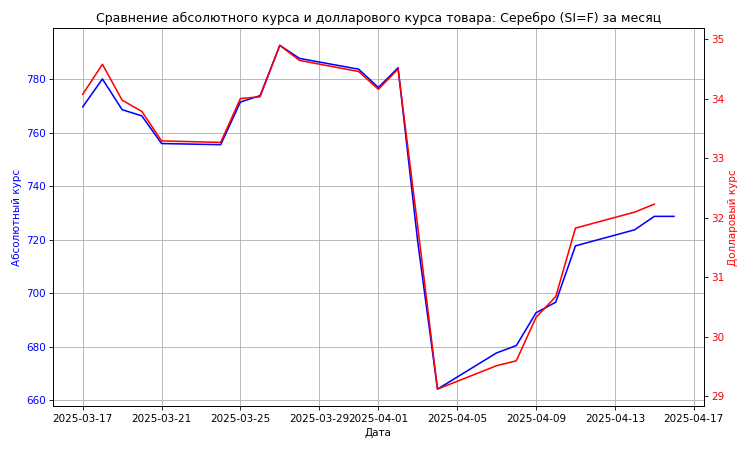 Сравнение абсолютного курса и долларового курса товара: Серебро (SI=F) за месяц
Абсолютный курс
780
760
740
720
700
680
660
35
34
33
32
31
30
29
Долларовый курс
2025-03-17 2025-03-21 2025-03-25 2025-03-29 2025-04-01 2025-04-05 2025-04-09 2025-04-13 2025-04-17
Дата